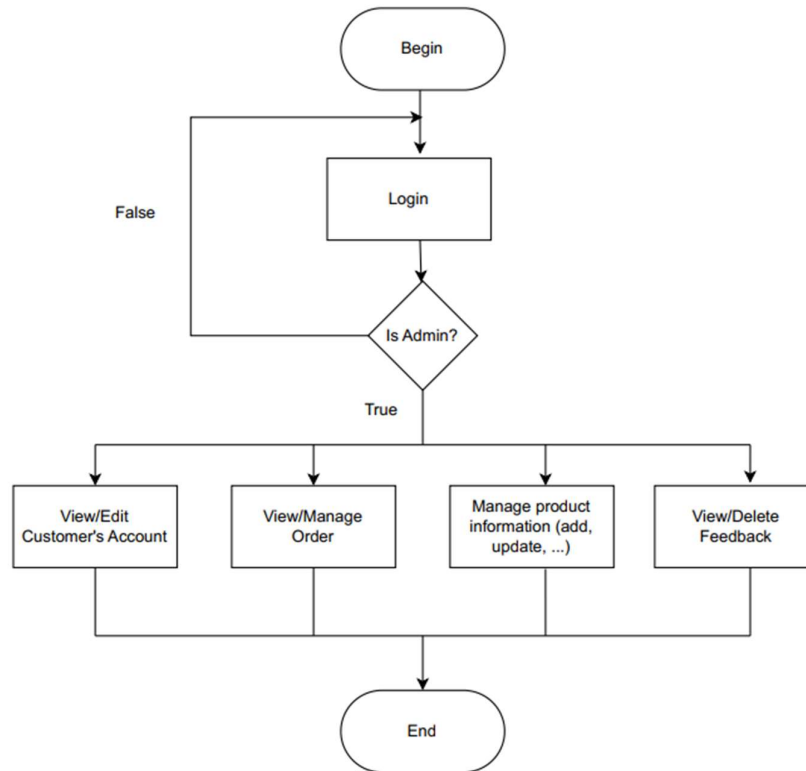 Begin
False
Login
Is Admin?
True
View/Edit
Customer's Account
View/Manage
Order
Manage product
information (add,
update, ...)
View/Delete
Feedback
End